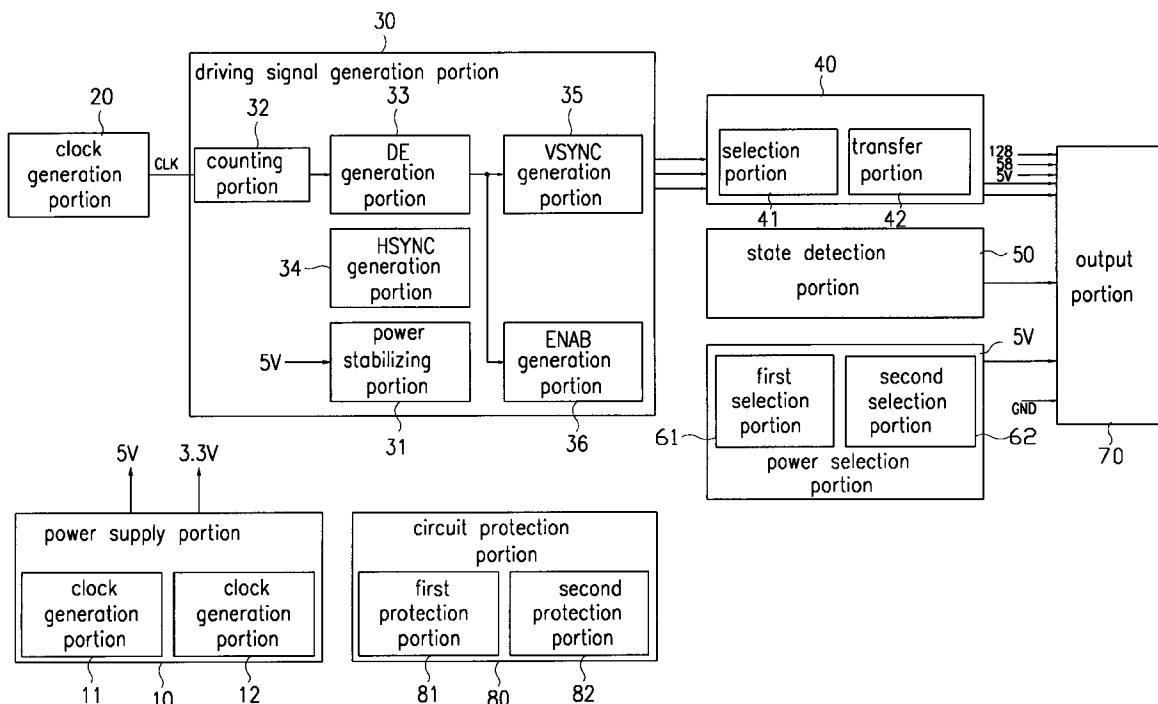 30
driving signal generation portion
20
clock
generation
portion
CLK
32
counting
portion
33
DE
generation
portion
35
VSYNC
generation
portion
34
HSYNC
generation
portion
5V
power
stabilizing
portion
31
ENAB
generation
portion
36
40
selection
portion
41
transfer
portion
42
128
58
5V
state detection
portion
50
5V
first
selection
portion
61
second
selection
portion
62
power selection
portion
GND
output
portion
70
5V
3.3V
power supply portion
clock
generation
portion
11
10
clock
generation
portion
12
circuit protection
portion
first
protection
portion
81
80
second
protection
portion
82